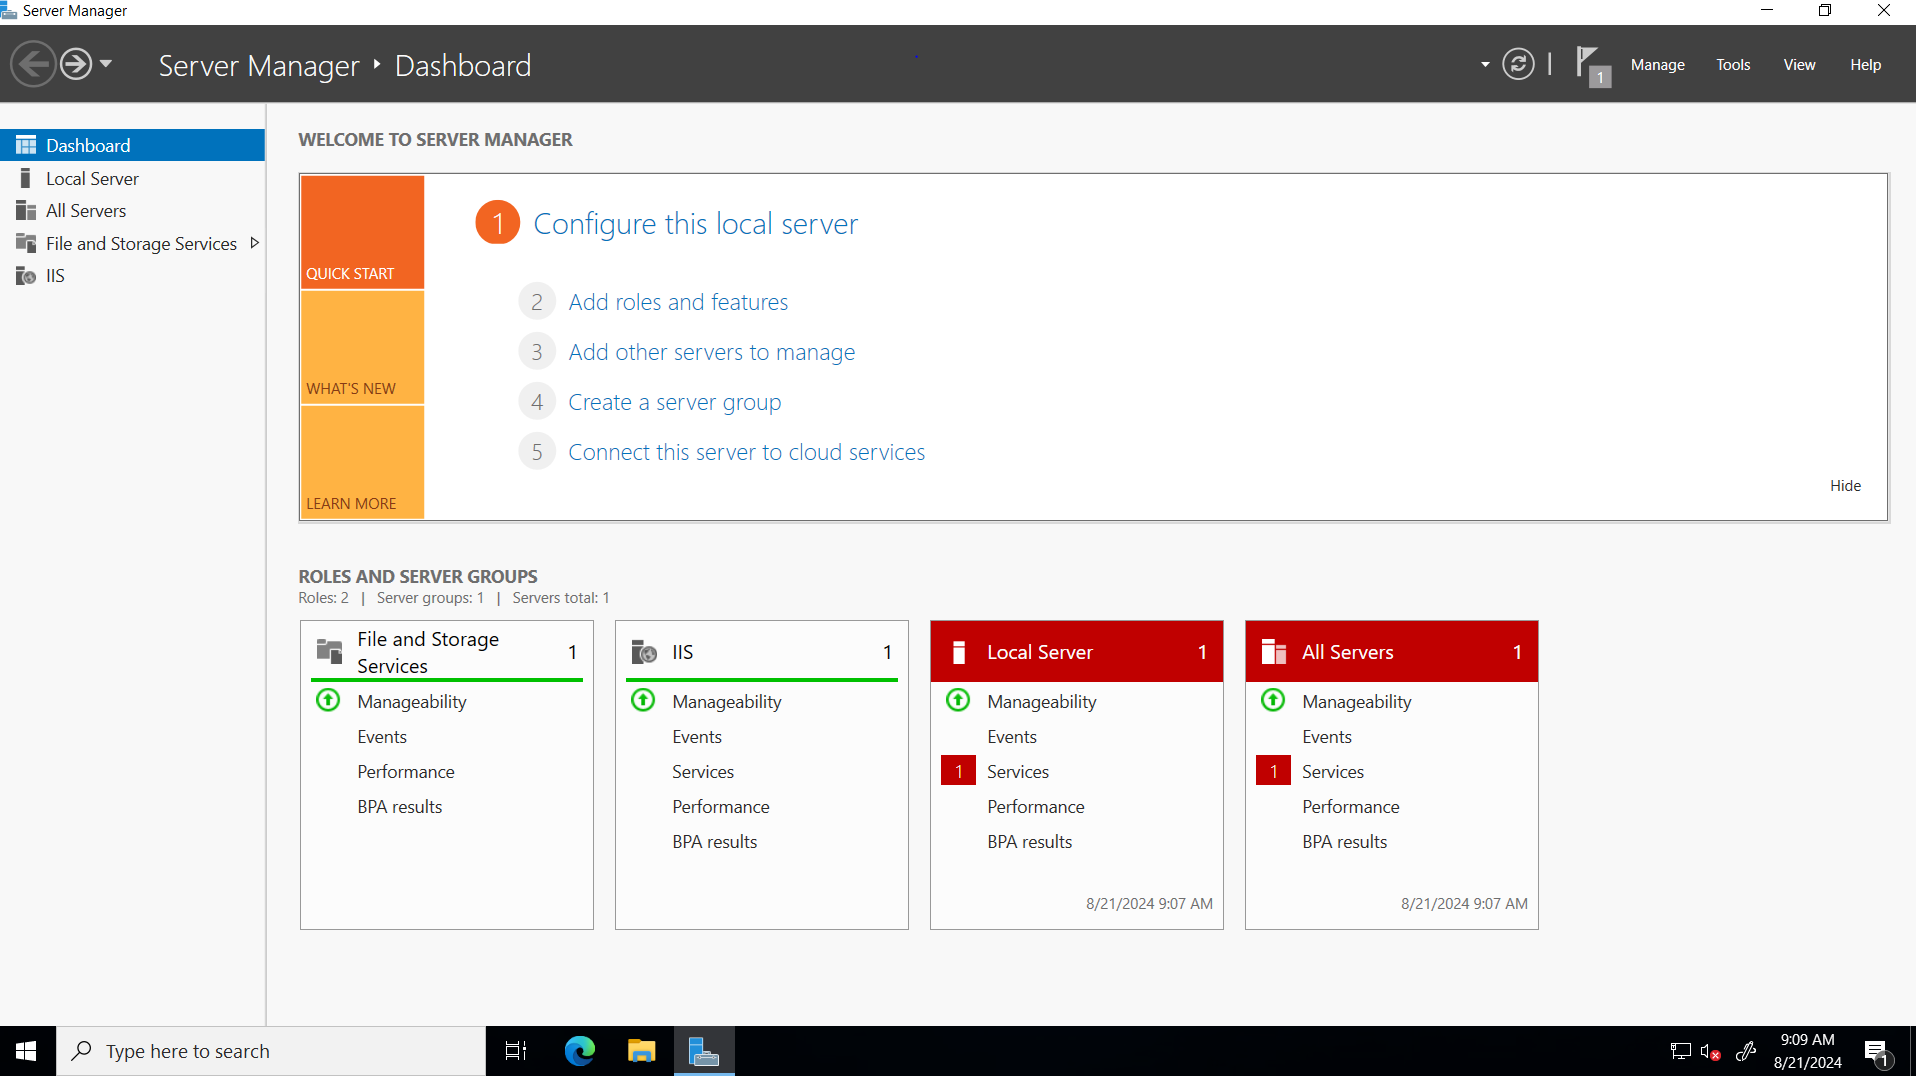 Server Manager
Server Manager Dashboard
1
Manage
Tools
View
Help
Dashboard
Local Server
All Servers
File and Storage Services
IIS
WELCOME TO SERVER MANAGER
QUICK START
WHAT'S NEW
LEARN MORE
1 Configure this local server
2 Add roles and features
3 Add other servers to manage
4 Create a server group
5 Connect this server to cloud services
Hide
ROLES AND SERVER GROUPS
Roles: 2 | Server groups: 1 | Servers total: 1
File and Storage
Services
1
Manageability
Events
Performance
BPA results
IIS 1
Manageability
Events
Services
Performance
BPA results
Local Server 1
Manageability
Events
1 Services
Performance
BPA results
8/21/2024 9:07 AM
All Servers 1
Manageability
Events
1 Services
Performance
BPA results
8/21/2024 9:07 AM
Type here to search
9:09 AM
8/21/2024
1